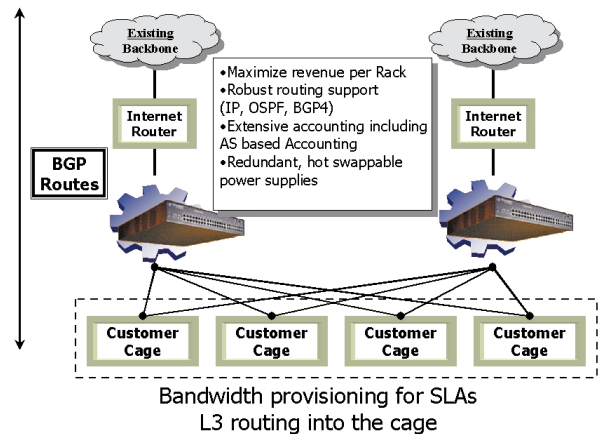 Existing
Backbone
Existing
Backbone
•Maximize revenue per Rack
•Robust routing support
(IP, OSPF, BGP4)
•Extensive accounting including
AS based Accounting
•Redundant, hot swappable
power supplies
Internet
Router
Internet
Router
BGP
Routes
Customer
Cage
Customer
Cage
Customer
Cage
Customer
Cage
Bandwidth provisioning for SLAs
L3 routing into the cage